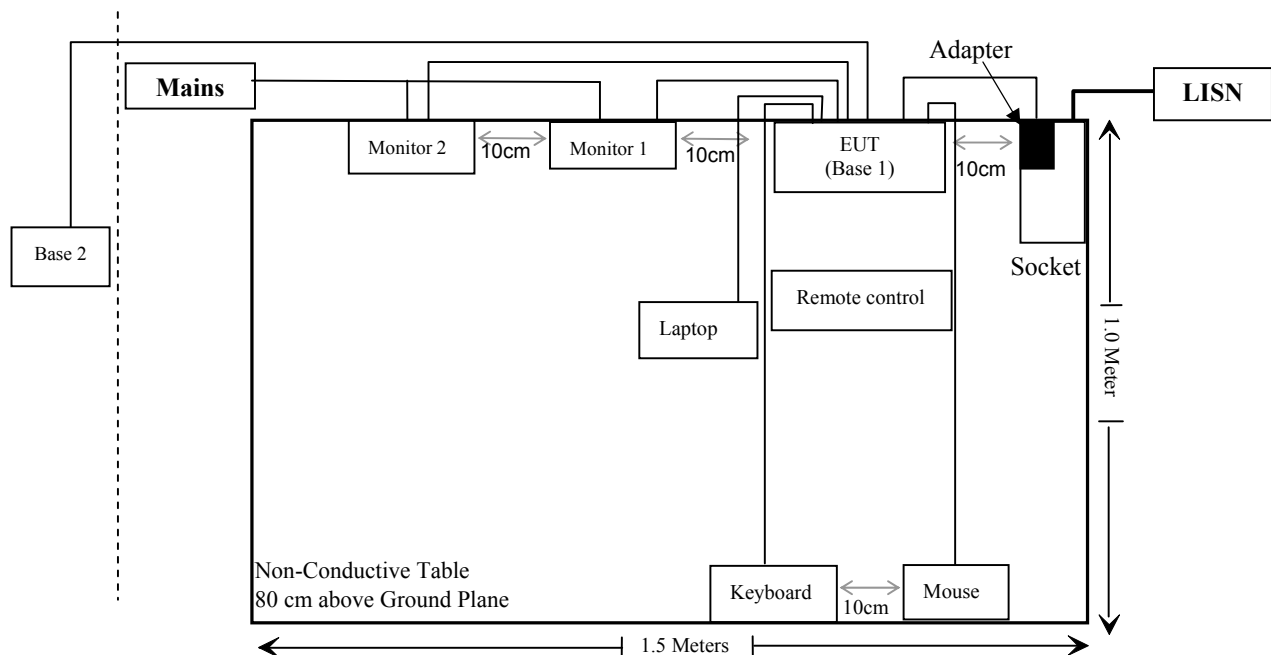 Adapter
Mains
LISN
Monitor 2
10cm
Monitor 1
10cm
EUT
(Base 1)
10cm
Base 2
Socket
Remote control
Laptop
1.0 Meter
Non-Conductive Table
80 cm above Ground Plane
Keyboard
10cm
Mouse
1.5 Meters